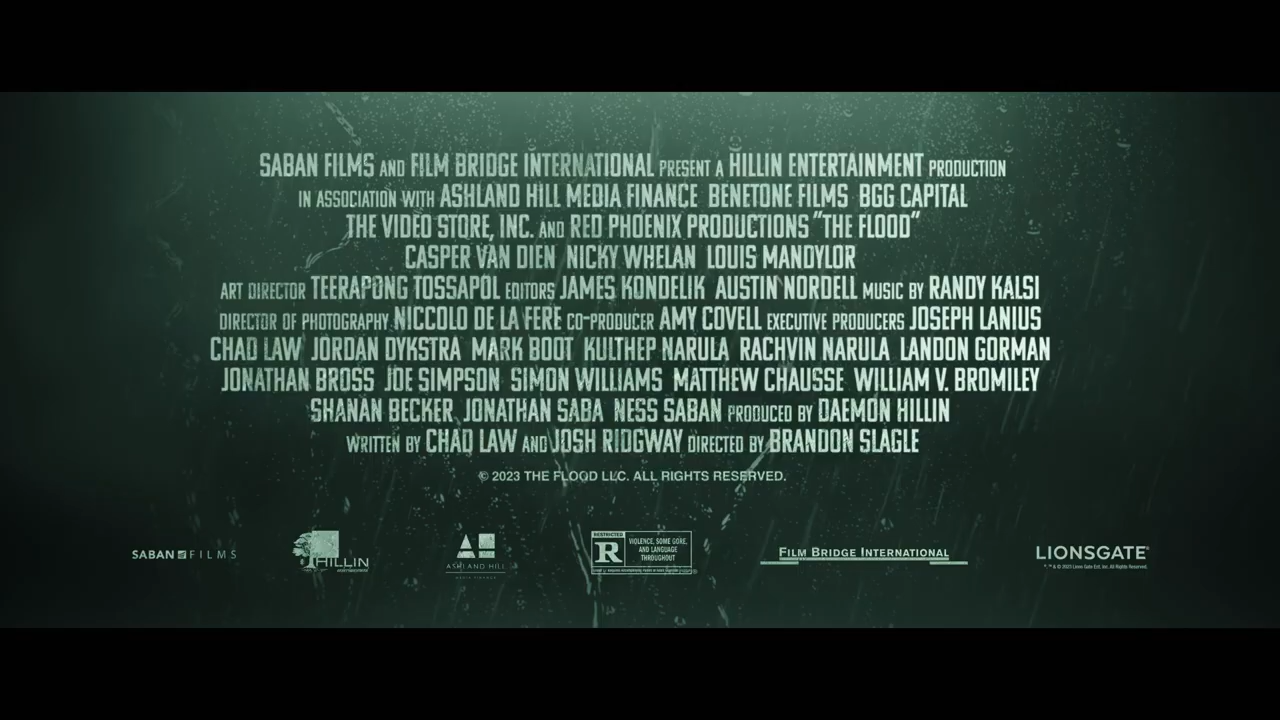 SABAN FILMS AND FILM BRIDGE INTERNATIONAL PRESENT A HILLIN ENTERTAINMENT PRODUCTION
IN ASSOCIATION WITH ASHLAND HILL MEDIA FINANCE BENETONE FILMS BGG CAPITAL
THE VIDEO STORE, INC. AND RED PHOENIX PRODUCTIONS "THE FLOOD"
CASPER VAN DIEN NICKY WHELAN LOUIS MANDYLOR
ART DIRECTOR TEERAPONG TOSSAPOL EDITORS JAMES KONDELIK AUSTIN NORDELL MUSIC BY RANDY KALSI
DIRECTOR OF PHOTOGRAPHY NICCOLO DE LA FERE CO-PRODUCER AMY COVELL EXECUTIVE PRODUCERS JOSEPH LANIUS
CHAD LAW JORDAN DYKSTRA MARK BOOT KULTHEP NARULA RACHVIN NARULA LANDON GORMAN
JONATHAN BROSS JOE SIMPSON SIMON WILLIAMS MATTHEW CHAUSSE WILLIAM V. BROMILEY
SHANAN BECKER JONATHAN SABA NESS SABAN PRODUCED BY DAEMON HILLIN
WRITTEN BY CHAD LAW AND JOSH RIDGWAY DIRECTED BY BRANDON SLAGLE
© 2023 THE FLOOD LLC. ALL RIGHTS RESERVED.
SABAN FILMS
HILLIN
ENTERTAINMENT
ASHLAND HILL
MEDIA FINANCE
RESTRICTED
R
VIOLENCE, SOME GORE,
AND LANGUAGE
THROUGHOUT
FILM BRIDGE INTERNATIONAL
LIONSGATE